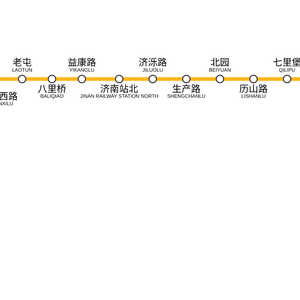 老屯
LAOTUN
益康路
YIKANGLU
济泺路
JILUOLU
北园
BEIYUAN
七里堡
QILIPU
西路
八里桥
BALIQIAO
济南站北
JINAN RAILWAY STATION NORTH
生产路
SHENGCHANLU
历山路
LISHANLU